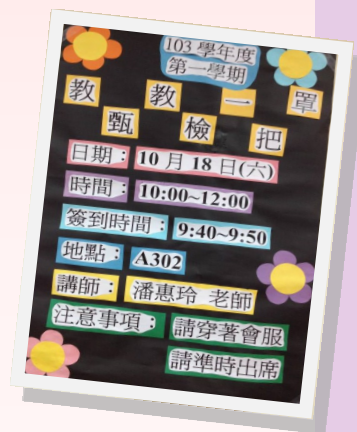 103 學年度
第一學期
教 教 一 罩
甄 檢 把
日期： 10 月 18 日(六)
時間： 10:00~12:00
簽到時間： 9:40~9:50
地點： A302
講師： 潘惠玲 老師
注意事項： 請穿著會服
請準時出席